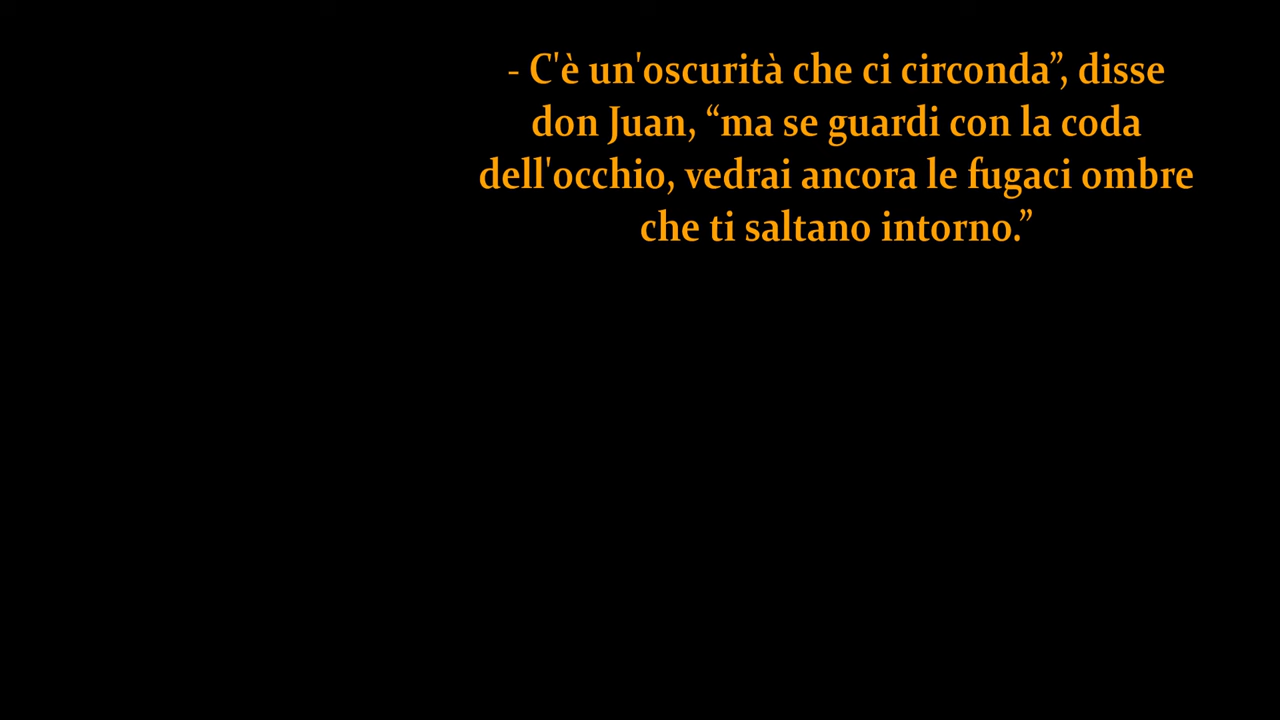 - C'è un'oscurità che ci circonda”, disse
don Juan, “ma se guardi con la coda
dell'occhio, vedrai ancora le fugaci ombre
che ti saltano intorno.”